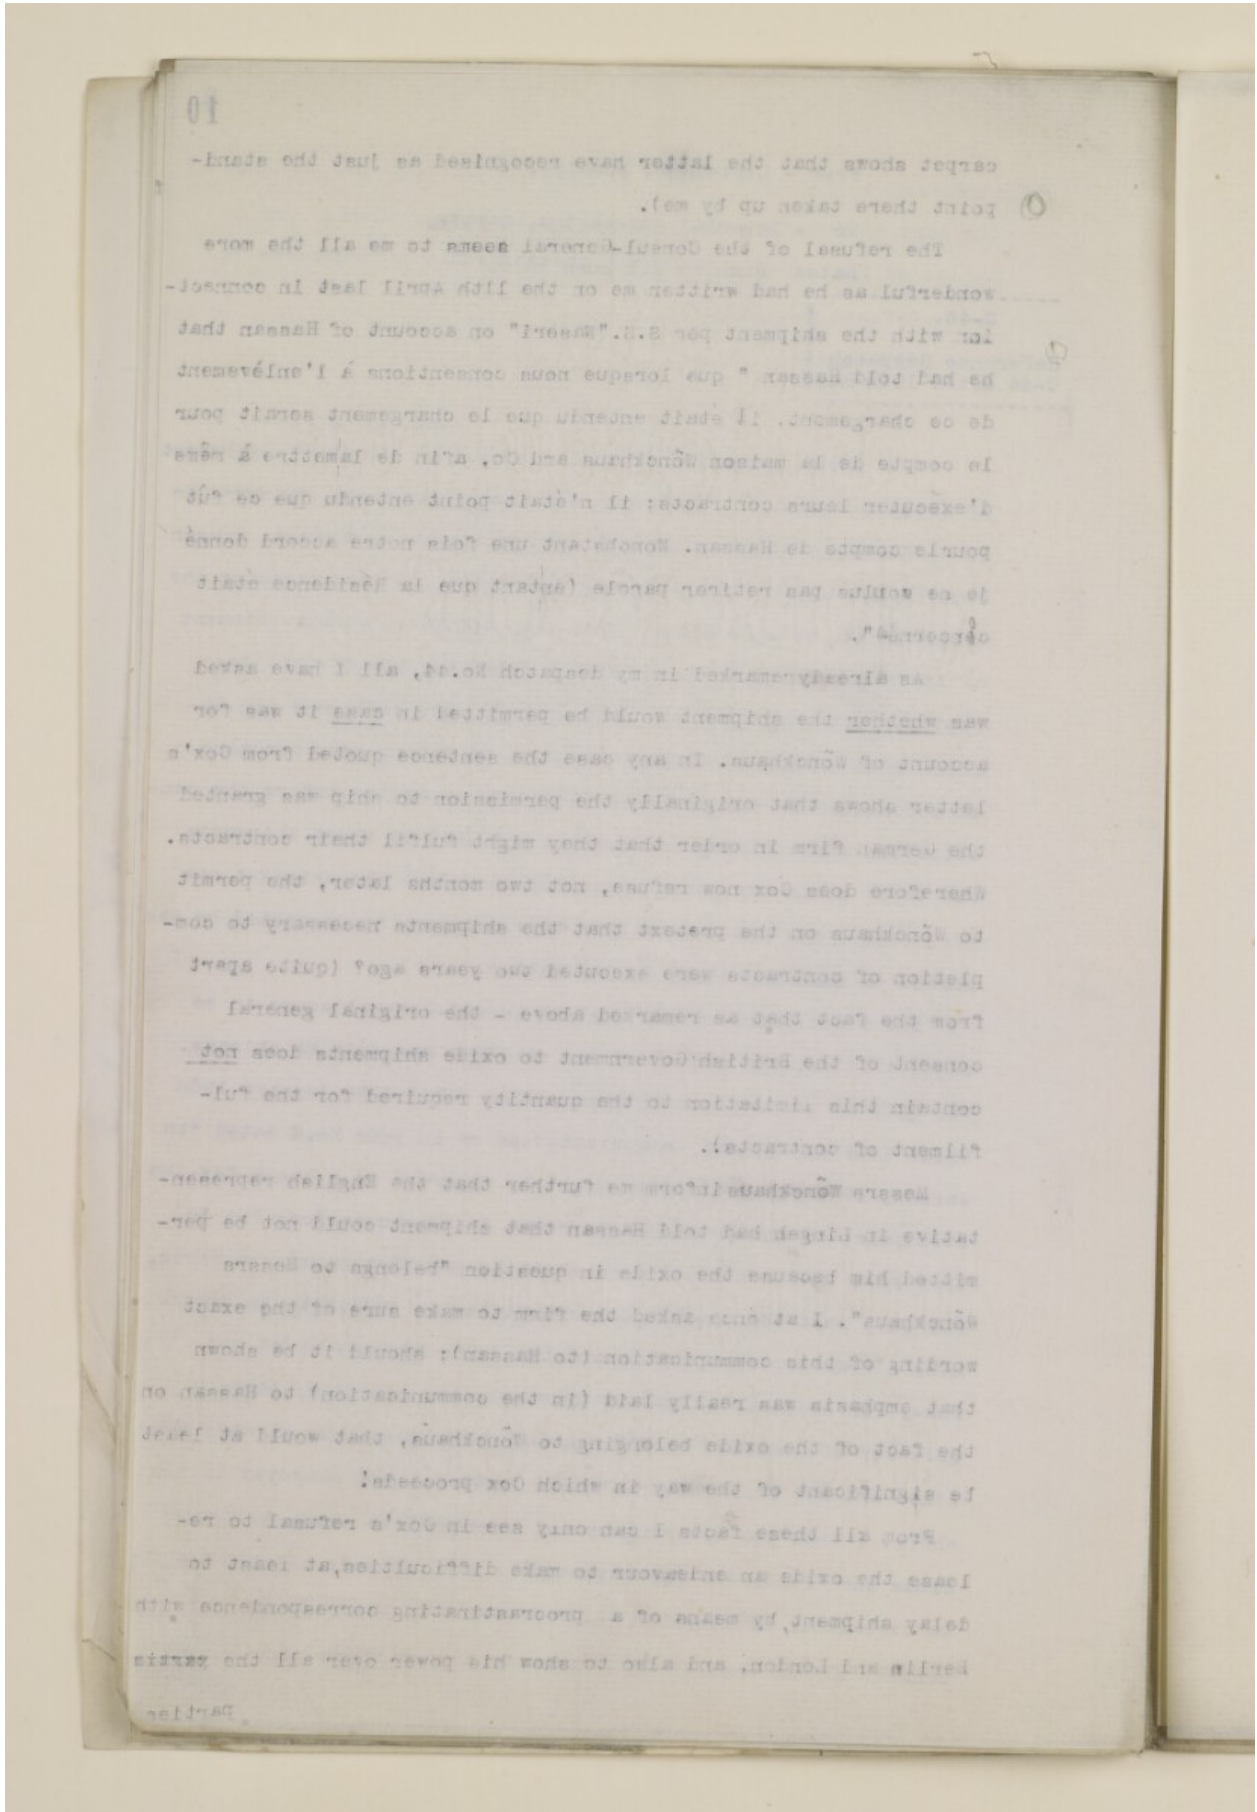 10
carpet shows that the latter have recognised as just the stand-
point there taken up by me).
The refusal of the Consul-General seems to me all the more
wonderful as he had written me on the 11th April last in connect-
ion with the shipment per S.S."Waseri" on account of Hassan that
he had told Hassan " que lorsque nous consentions à l'enlèvement
de ce chargement, il était entendu que le chargement serait pour
le compte de la maison Wönckhaus and Co, afin de lamettre à même
d'exécuter leurs contracts: il n'était point entendu que ce fût
pourle compte de Hassan. Nonobstant une fois notre accord donné
je ne voulus pas retirer parole (entant que la Résidence était
concerné".
As alreadyremarked in my despatch No.44, all I have asked
was whether the shipment would be permitted in case it was for
account of Wönckhaus. In any case the sentence quoted from Cox's
letter shows that originally the permission to ship was granted
the German firm in order that they might fulfil their contracts.
Wherefore does Cox now refuse, not two months later, the permit
to Wönckhaus on the pretext that the shipments necessary to com-
pletion of contracts were executed two years ago? (quite apart
from the fact that as remarked above - the original general
consent of the British Government to oxide shipments does not
contain this limitation to the quantity required for the ful-
filment of contracts).
Messrs Wönckhaus inform me further that the English represen-
tative in Lingeh had told Hassan that shipment could not be per-
mitted him because the oxide in question "belongs to Messrs
Wönckhaus". I at once asked the firm to make sure of the exact
wording of this communication (to Hassan); should it be shown
that emphasis was really laid (in the communication) to Hassan on
the fact of the oxide belonging to Wönckhaus, that would at least
be significant of the way in which Cox proceeds!
From all these facts I can only see in Cox's refusal to re-
lease the oxide an endeavour to make difficulties, at least to
delay shipment, by means of a procrastinating correspondence with
Berlin and London, and also to show his power over all the partis
parties